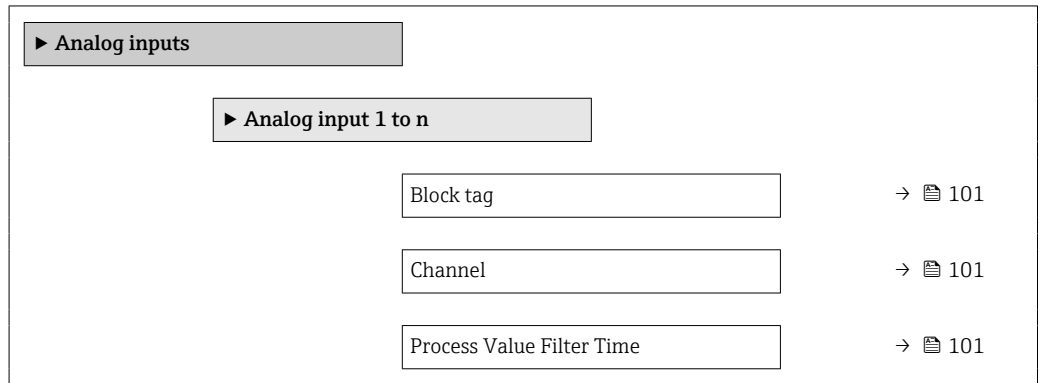 ▶ Analog inputs
▶ Analog input 1 to n
Block tag → 101
Channel → 101
Process Value Filter Time → 101